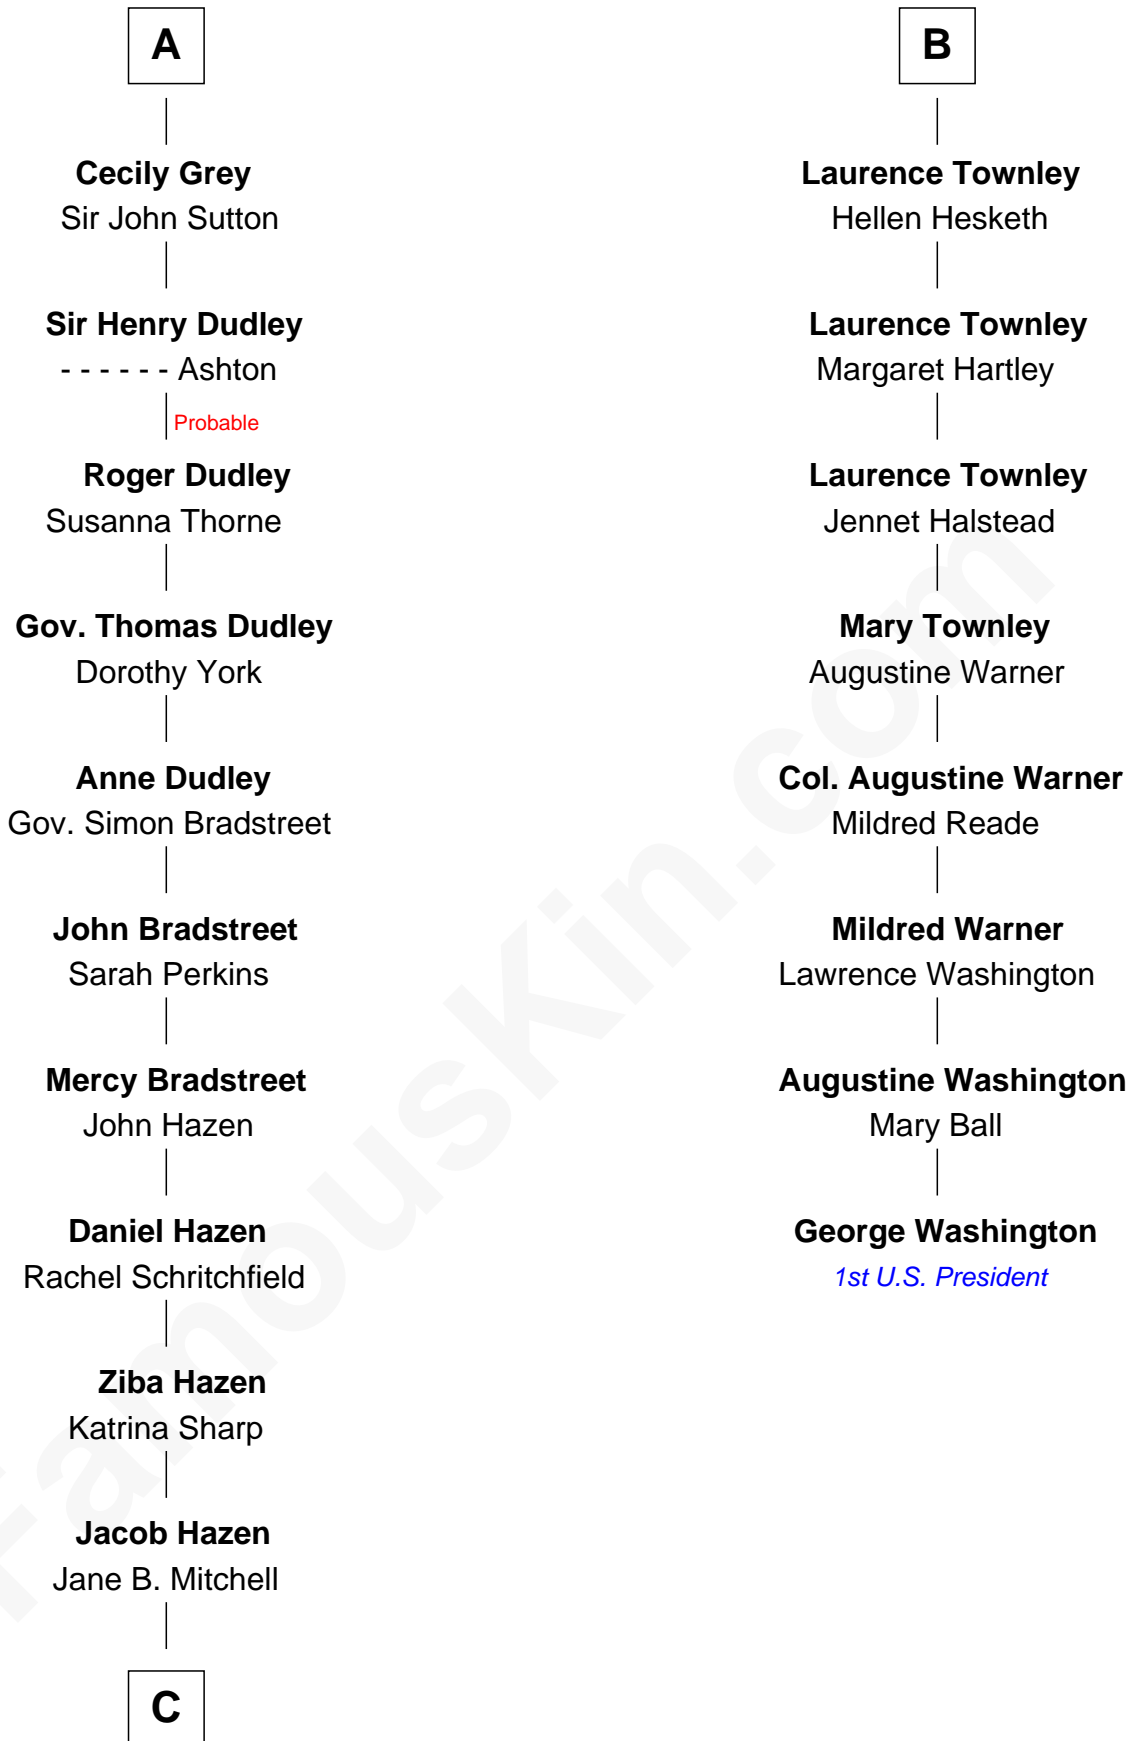 A
Cecily Grey
Sir John Sutton
Sir Henry Dudley
- - - - - - Ashton
Probable
Roger Dudley
Susanna Thorne
Gov. Thomas Dudley
Dorothy York
Anne Dudley
Gov. Simon Bradstreet
John Bradstreet
Sarah Perkins
Mercy Bradstreet
John Hazen
Daniel Hazen
Rachel Schritchfield
Ziba Hazen
Katrina Sharp
Jacob Hazen
Jane B. Mitchell
C
B
Laurence Townley
Hellen Hesketh
Laurence Townley
Margaret Hartley
Laurence Townley
Jennet Halstead
Mary Townley
Augustine Warner
Col. Augustine Warner
Mildred Reade
Mildred Warner
Lawrence Washington
Augustine Washington
Mary Ball
George Washington
1st U.S. President
FamousKin.com